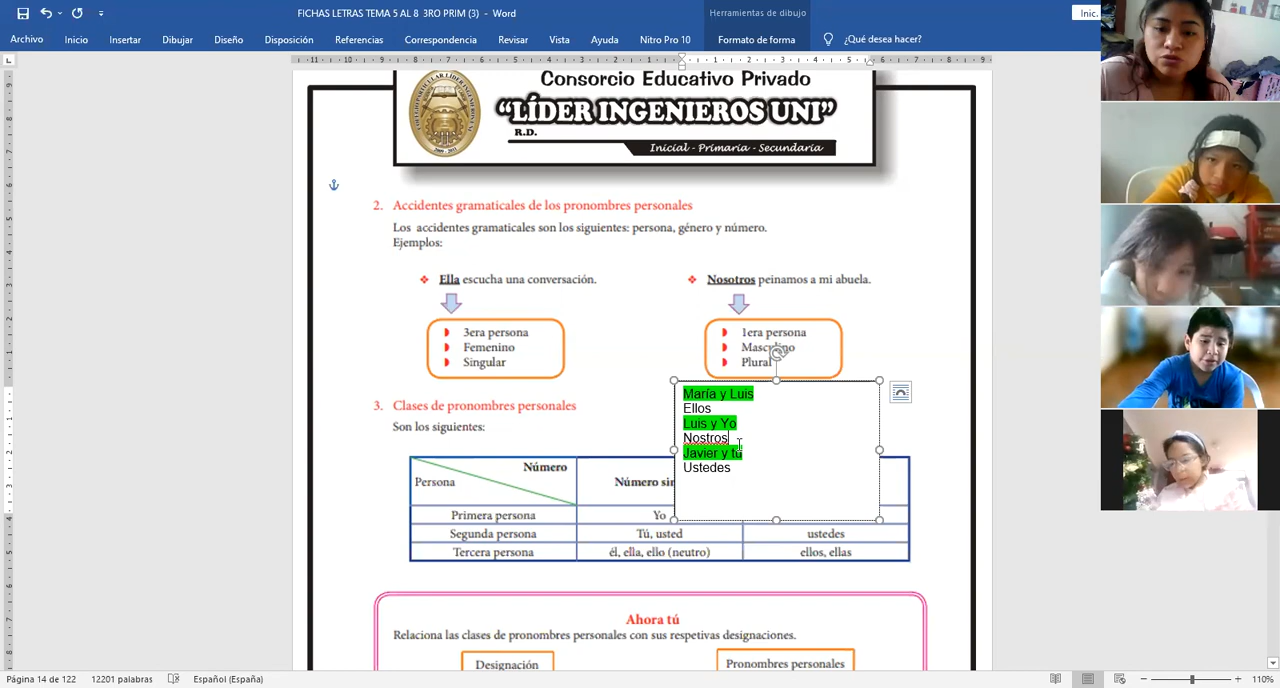 FICHAS LETRAS TEMA 5 AL 8 3RO PRIM (3) - Word
Herramientas de dibujo
Inic.
Archivo Inicio Insertar Dibujar Diseño Disposición Referencias Correspondencia Revisar Vista Ayuda Nitro Pro 10 Formato de forma ¿Qué desea hacer?
Consorcio Educativo Privado
“LÍDER INGENIEROS UNI”
R.D.
Inicial - Primaria - Secundaria
2. Accidentes gramaticales de los pronombres personales
Los accidentes gramaticales son los siguientes: persona, género y número.
Ejemplos:
Ella escucha una conversación.
Nosotros peinamos a mi abuela.
3era persona
Femenino
Singular
1era persona
Masculino
Plural
María y Luis
Ellos
Luis y Yo
Nostros
Javier y tú
Ustedes
3. Clases de pronombres personales
Son los siguientes:
Número
Persona
Número sin
Primera persona Yo
Segunda persona Tú, usted ustedes
Tercera persona él, ella, ello (neutro) ellos, ellas
Ahora tú
Relaciona las clases de pronombres personales con sus respetivas designaciones.
Designación
Pronombres personales
Página 14 de 122 12201 palabras Español (España) 110%